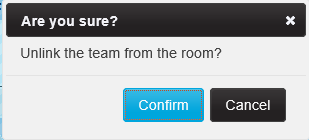 Are you sure?
Unlink the team from the room?
Confirm Cancel